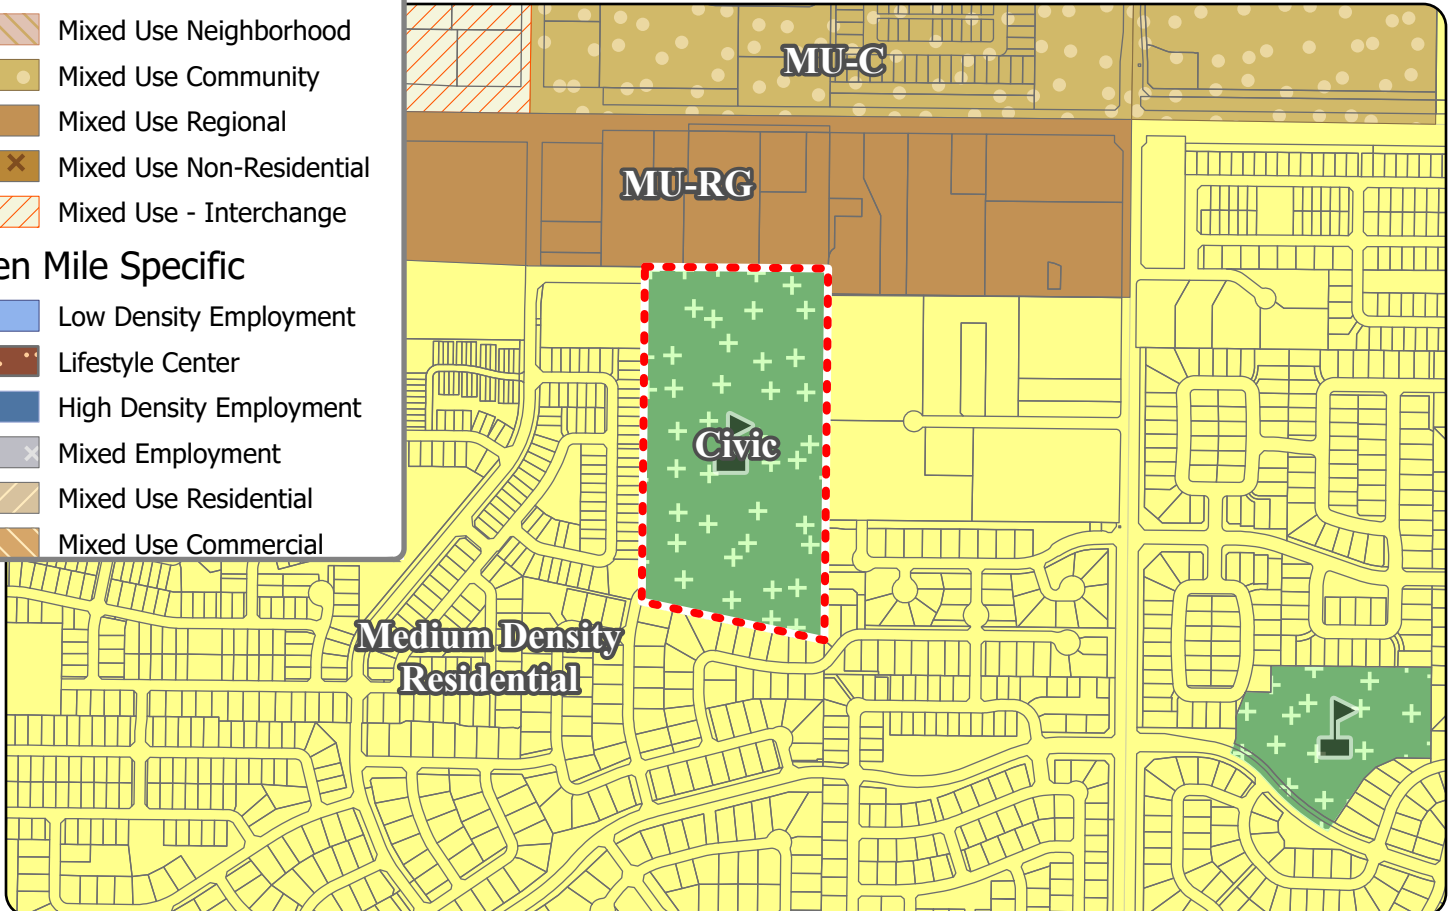 Mixed Use Neighborhood
Mixed Use Community
Mixed Use Regional
Mixed Use Non-Residential
Mixed Use - Interchange
en Mile Specific
Low Density Employment
Lifestyle Center
High Density Employment
Mixed Employment
Mixed Use Residential
Mixed Use Commercial
MU-C
MU-RG
Civic
Medium Density
Residential